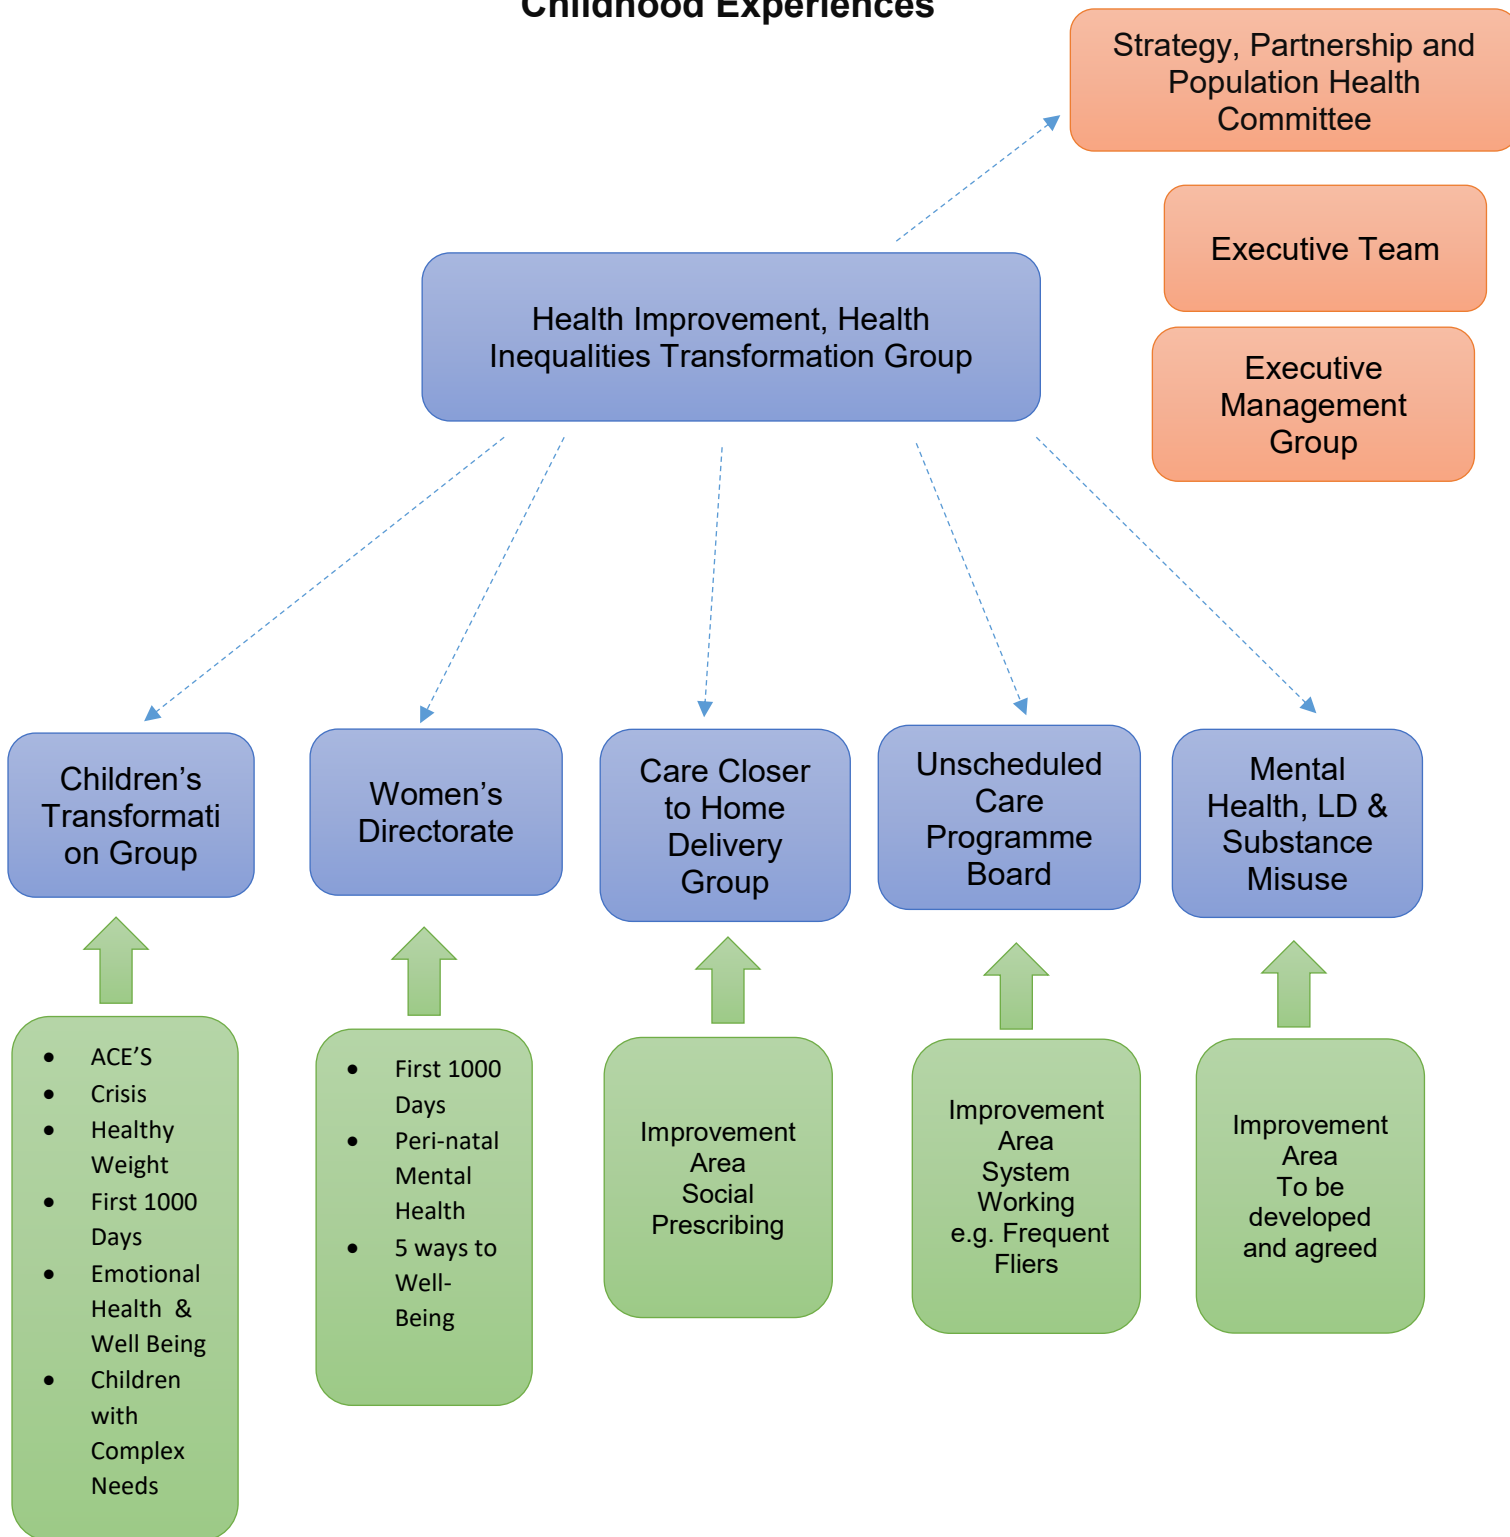 Childhood Experiences
Strategy, Partnership and
Population Health
Committee
Executive Team
Health Improvement, Health
Inequalities Transformation Group
Executive
Management
Group
Children’s
Transformati
on Group
Women’s
Directorate
Care Closer
to Home
Delivery
Group
Unscheduled
Care
Programme
Board
Mental
Health, LD &
Substance
Misuse
• ACE’S
• Crisis
• Healthy
Weight
• First 1000
Days
• Emotional
Health & 
Well Being
• Children
with
Complex
Needs
• First 1000
Days
• Peri-natal
Mental
Health
• 5 ways to
Well-
Being
Improvement
Area
Social
Prescribing
Improvement
Area
System
Working
e.g. Frequent
Fliers
Improvement
Area
To be
developed
and agreed